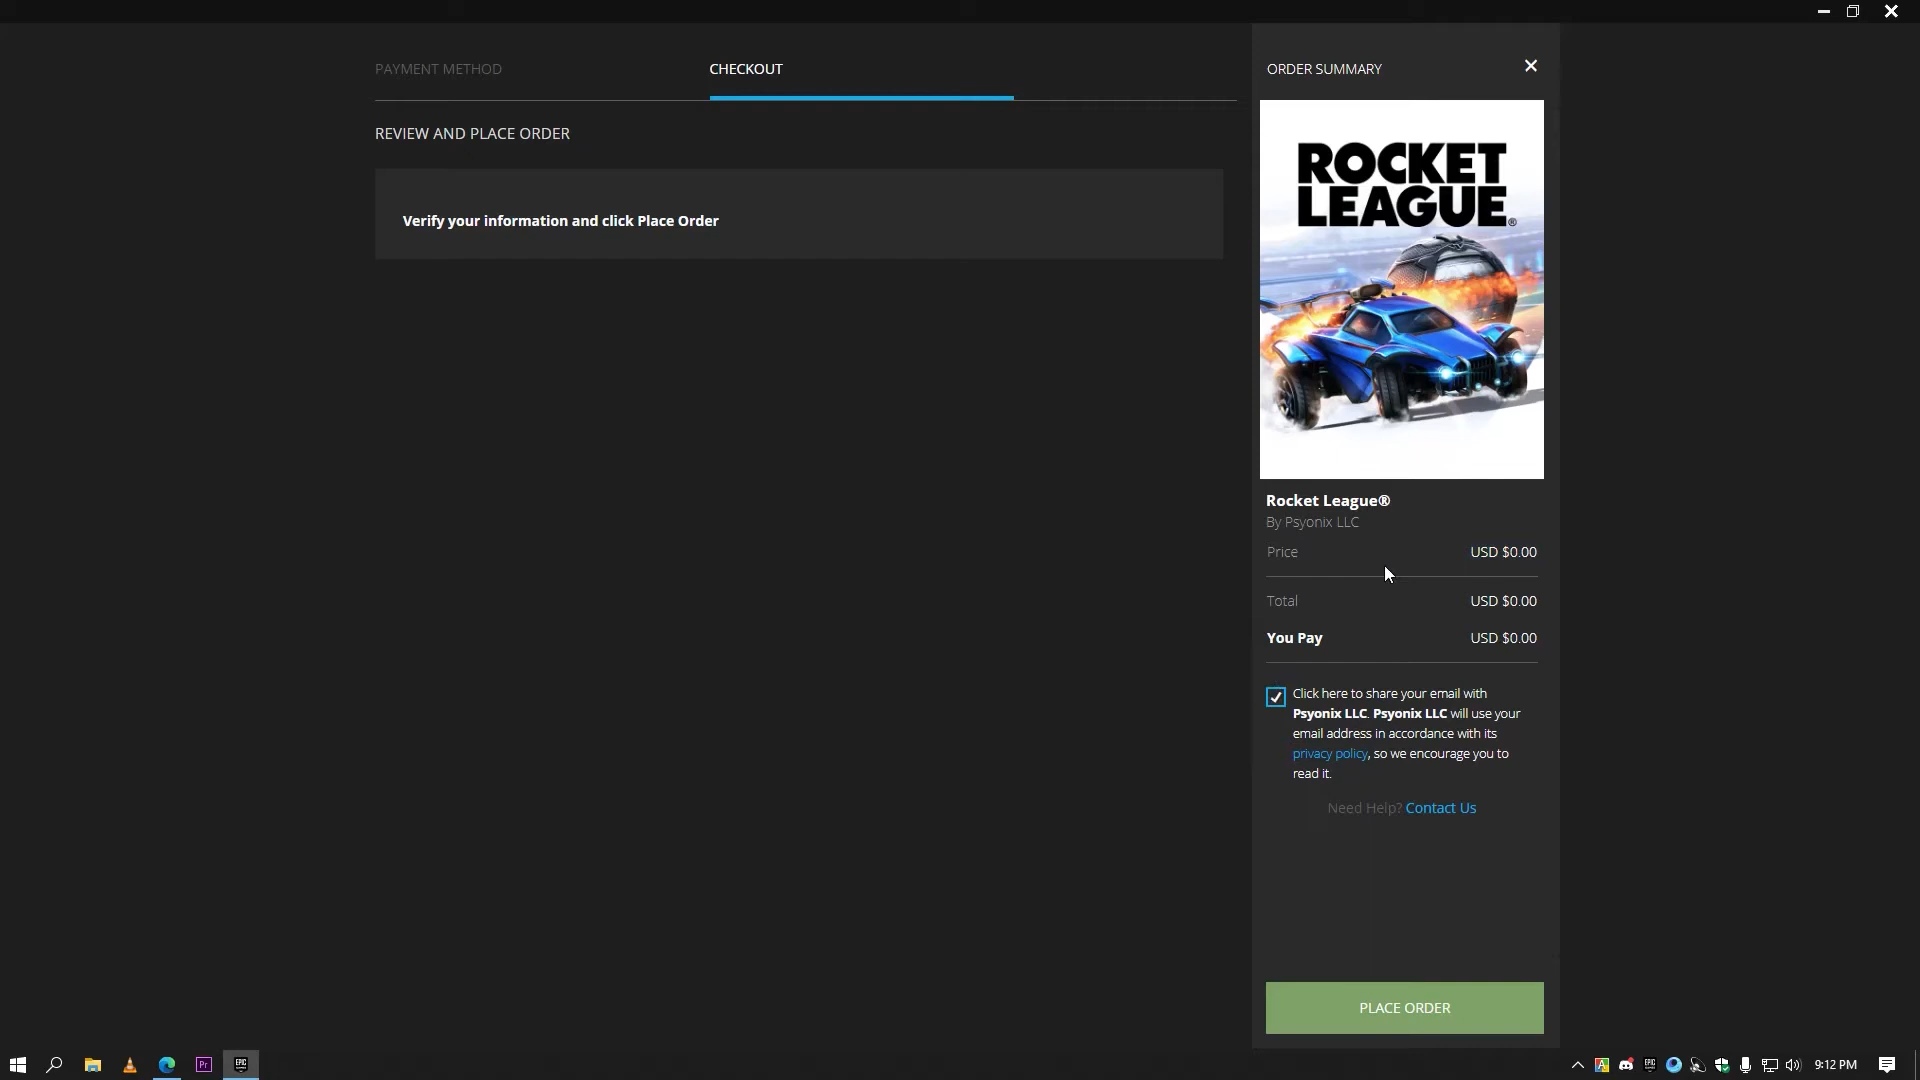 PAYMENT METHOD
CHECKOUT
REVIEW AND PLACE ORDER
Verify your information and click Place Order
ORDER SUMMARY
ROCKET
LEAGUE®
Rocket League®
By Psyonix LLC
Price USD $0.00
Total USD $0.00
You Pay USD $0.00
Click here to share your email with
Psyonix LLC. Psyonix LLC will use your
email address in accordance with its
privacy policy, so we encourage you to
read it.
Need Help? Contact Us
PLACE ORDER
Pr
EPIC
A
EPIC
9:12 PM